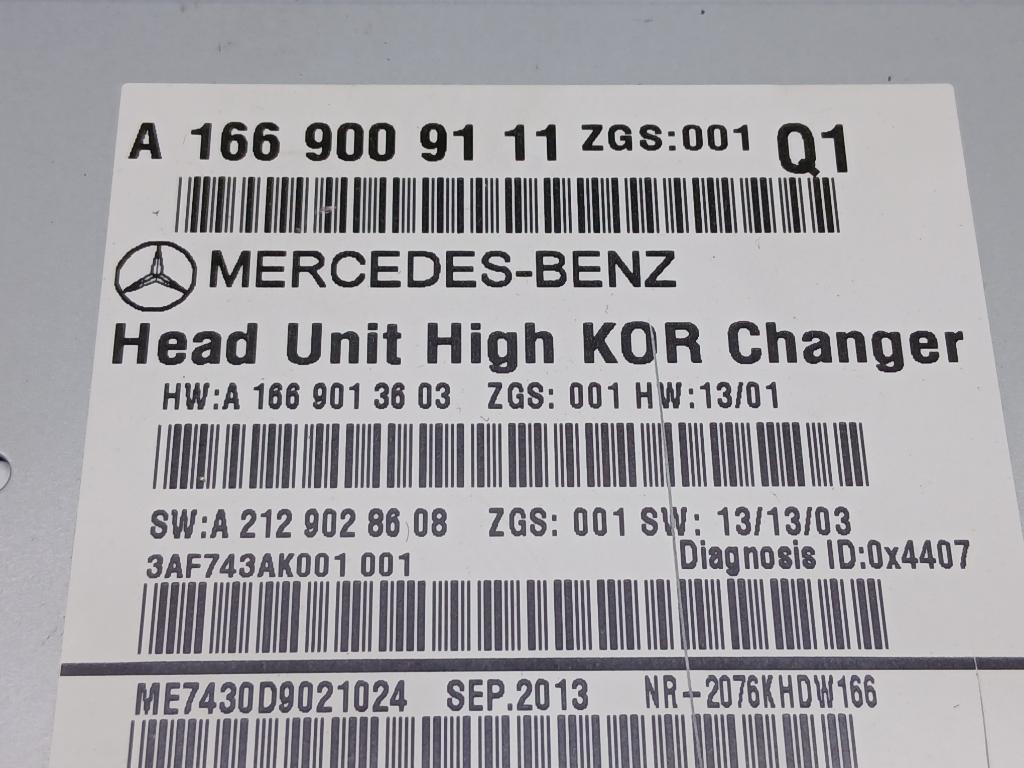 A 166 900 91 11 ZGS:001 Q1
MERCEDES-BENZ
Head Unit High KOR Changer
HW:A 166 901 36 03 ZGS: 001 HW:13/01
SW:A 212 902 86 08 ZGS: 001 SW: 13/13/03
3AF743AK001 001 Diagnosis ID:0x4407
ME7430D9021024 SEP.2013 NR-2076KHDW166